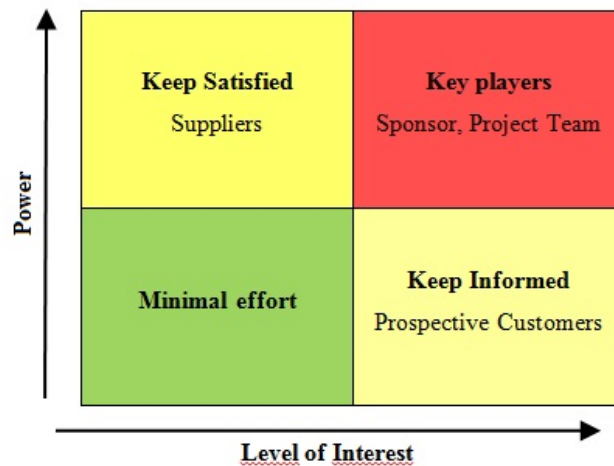 Keep Satisfied
Suppliers
Key players
Sponsor, Project Team
Power
Minimal effort
Keep Informed
Prospective Customers
Level of Interest